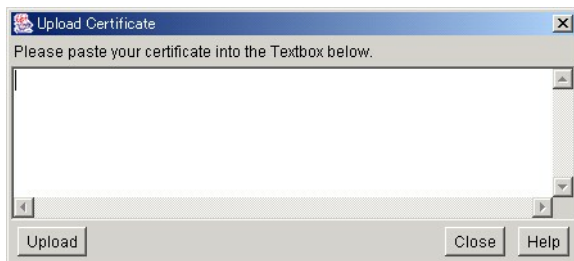 Upload Certificate
Please paste your certificate into the Textbox below.
Upload Close Help